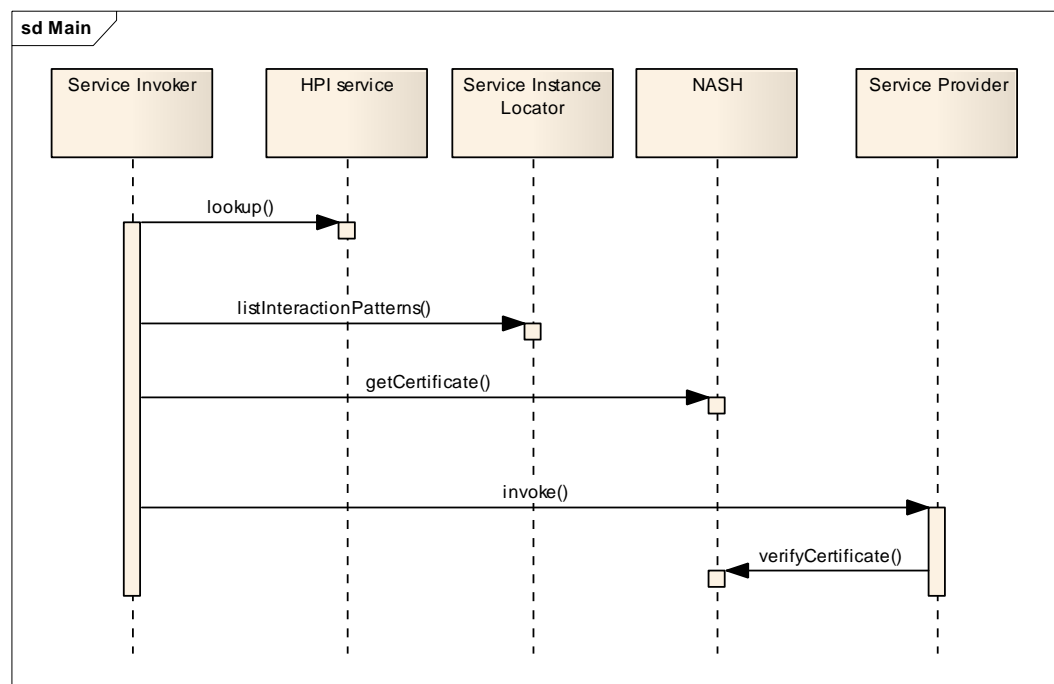 sd Main
Service Invoker
HPI service
Service Instance
Locator
NASH
Service Provider
lookup()
listInteractionPatterns()
getCertificate()
invoke()
verifyCertificate()